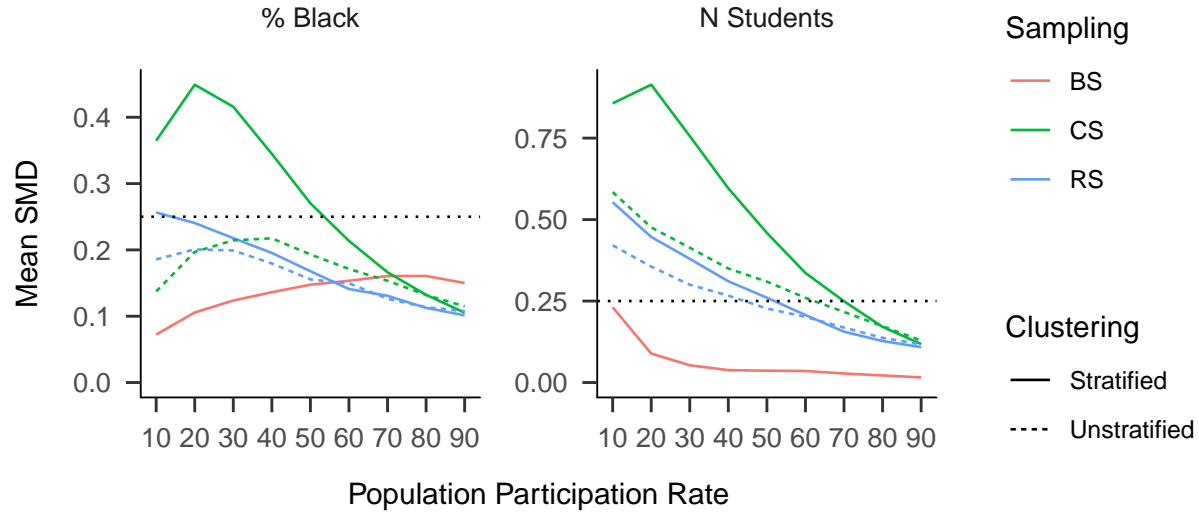 % Black
N Students
Mean SMD
0.4
0.3
0.2
0.1
0.0
10 20 30 40 50 60 70 80 90
0.75
0.50
0.25
0.00
10 20 30 40 50 60 70 80 90
Population Participation Rate
Sampling
BS
CS
RS
Clustering
Stratified
Unstratified